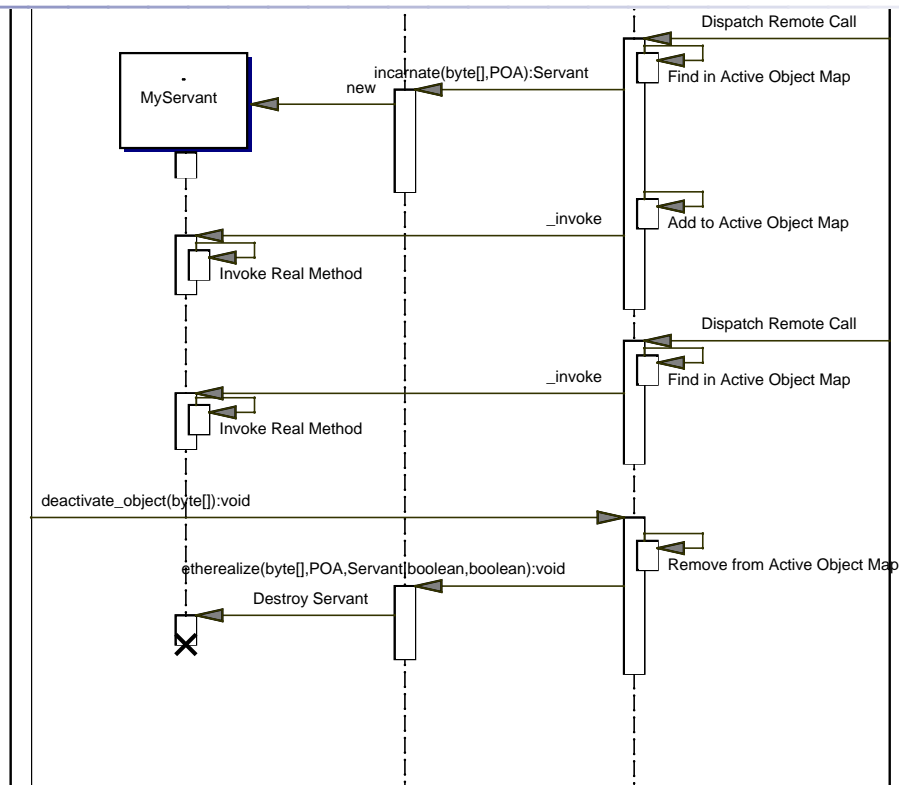 Dispatch Remote Call
Find in Active Object Map
incarnate(byte[],POA):Servant
new
-
MyServant
Add to Active Object Map
_invoke
Invoke Real Method
Dispatch Remote Call
Find in Active Object Map
_invoke
Invoke Real Method
deactivate_object(byte[]):void
Remove from Active Object Map
etherealize(byte[],POA,Servant,boolean,boolean):void
Destroy Servant